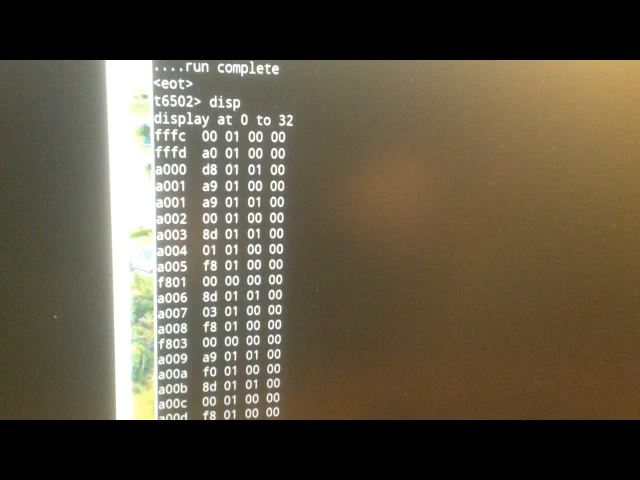 ....run complete
<eot>
t6502> disp
display at 0 to 32
fffc 00 01 00 00
fffd a0 01 00 00
a000 d8 01 01 00
a001 a9 01 00 00
a001 a9 01 01 00
a002 00 01 00 00
a003 8d 01 01 00
a004 01 01 00 00
a005 f8 01 00 00
f801 00 00 00 00
a006 8d 01 01 00
a007 03 01 00 00
a008 f8 01 00 00
f803 00 00 00 00
a009 a9 01 01 00
a00a f0 01 00 00
a00b 8d 01 01 00
a00c 00 01 00 00
a00d f8 01 00 00